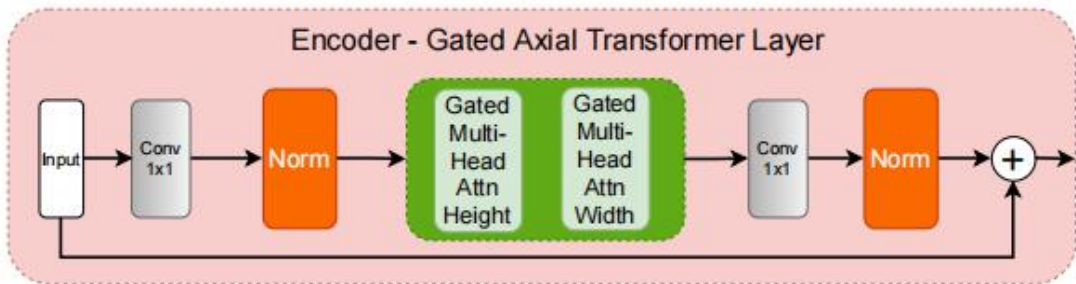 Encoder - Gated Axial Transformer Layer
Input
Conv
1x1
Norm
Gated
Multi-
Head
Attn
Height
Gated
Multi-
Head
Attn
Width
Conv
1x1
Norm
+